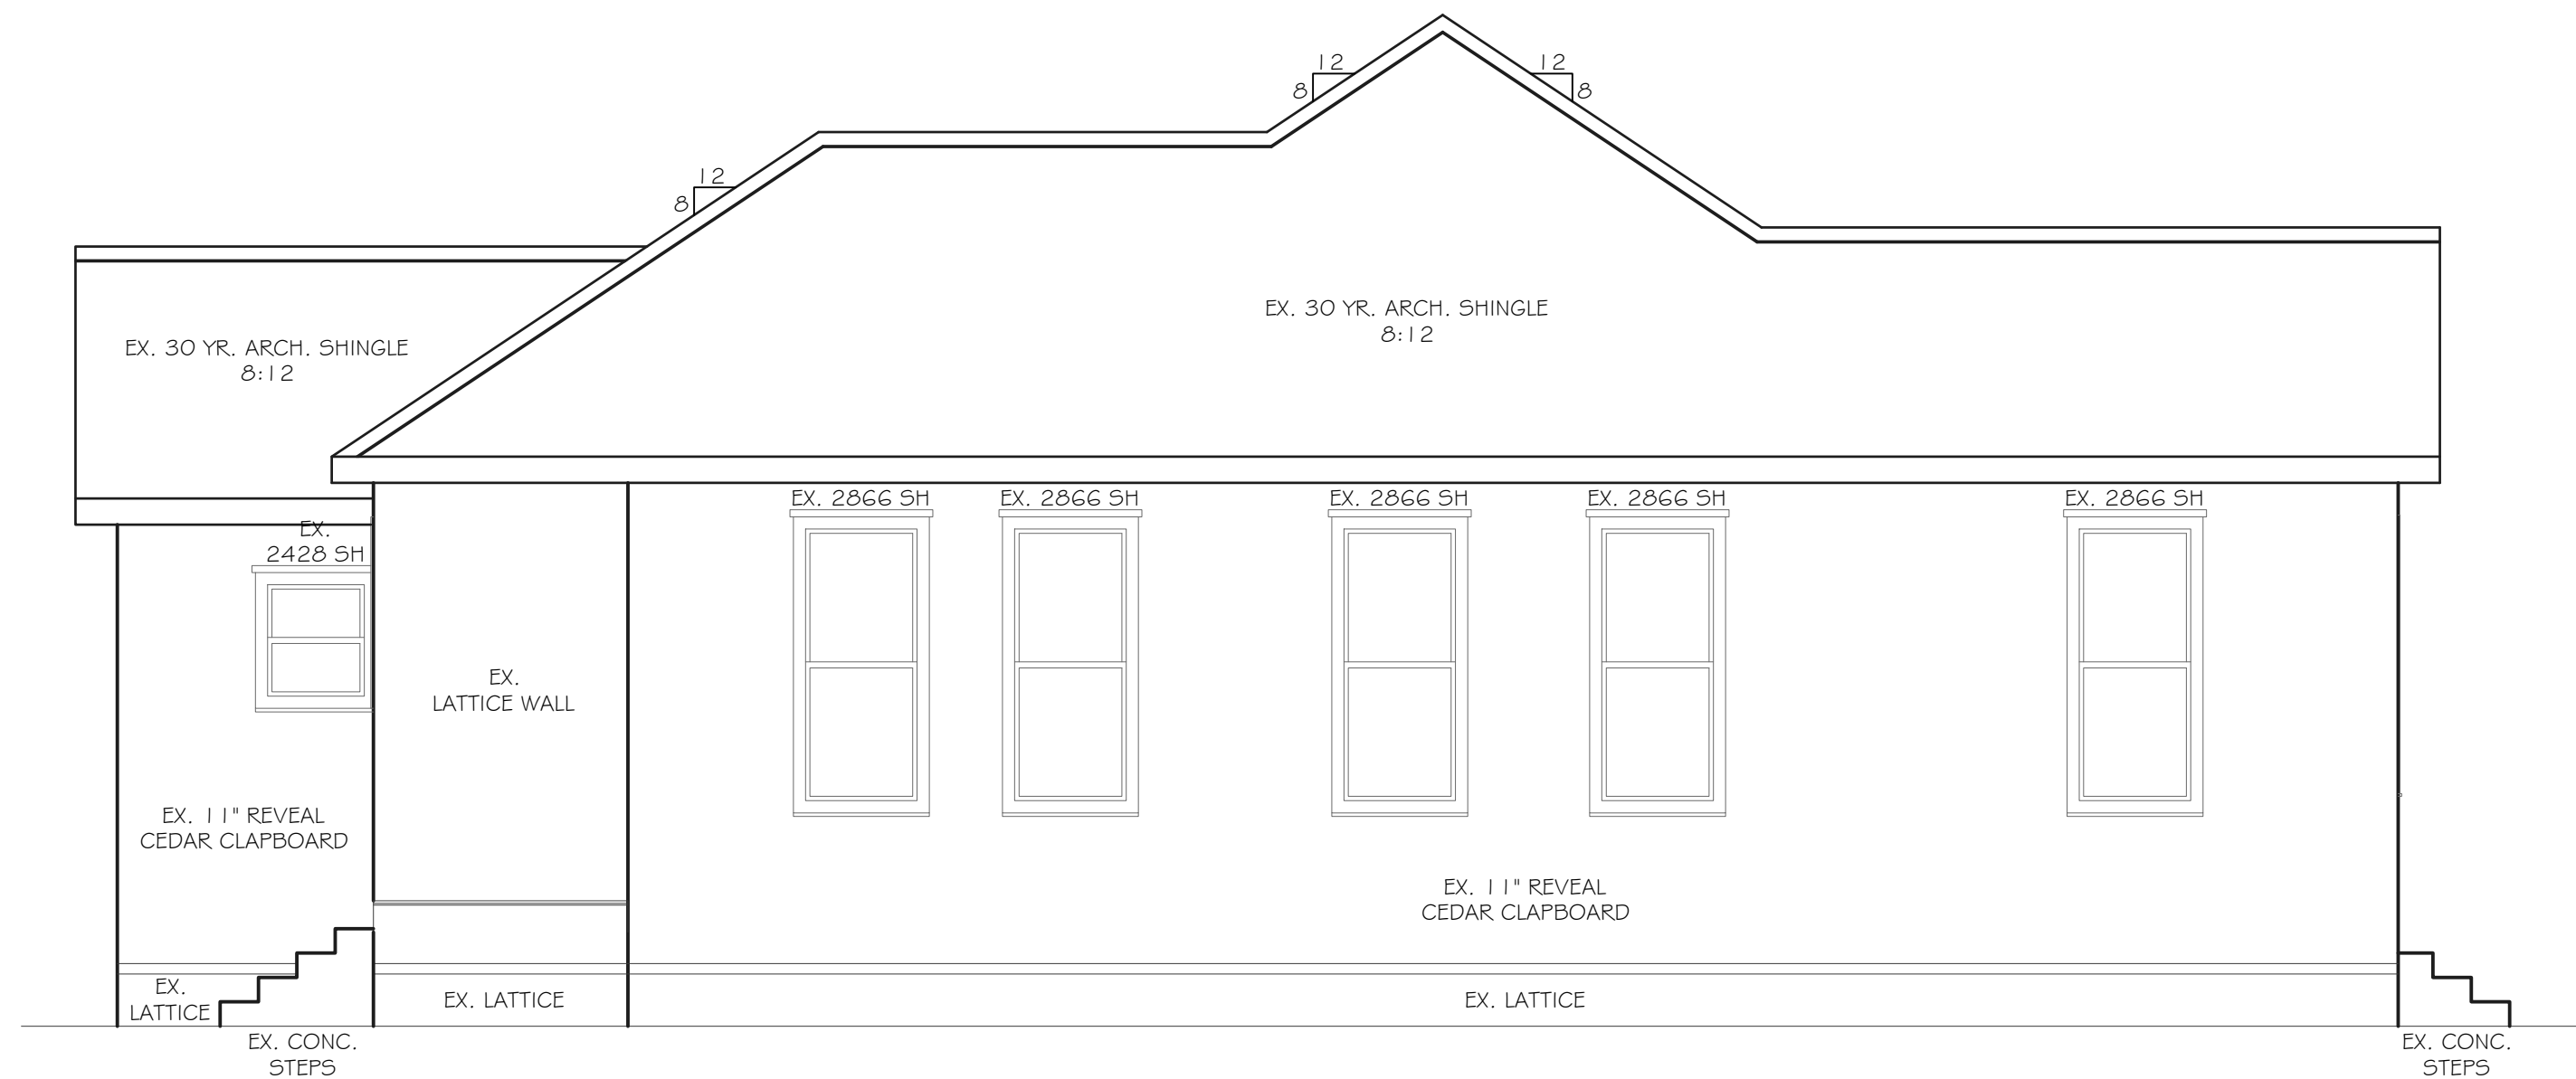 12
8
12
8
12
8
EX. 30 YR. ARCH. SHINGLE
8:12
EX. 30 YR. ARCH. SHINGLE
8:12
EX. 2866 SH
EX. 2866 SH
EX. 2866 SH
EX. 2866 SH
EX. 2866 SH
EX.
2428 SH
EX.
LATTICE WALL
EX. 11" REVEAL
CEDAR CLAPBOARD
EX. 11" REVEAL
CEDAR CLAPBOARD
EX.
LATTICE
EX. LATTICE
EX. LATTICE
EX. CONC.
STEPS
EX. CONC.
STEPS